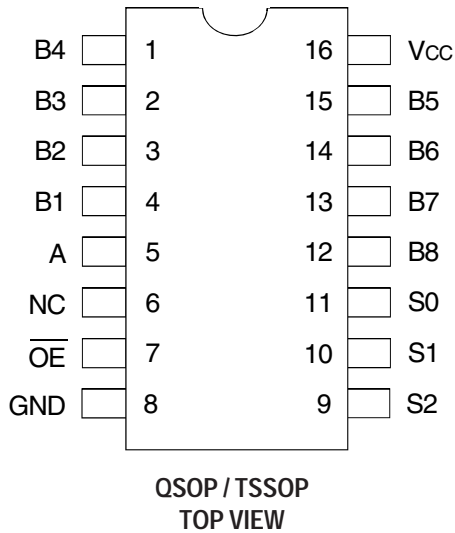 B4 1 16 Vcc
B3 2 15 B5
B2 3 14 B6
B1 4 13 B7
A 5 12 B8
NC 6 11 S0
O̅E̅ 7 10 S1
GND 8 9 S2
QSOP / TSSOP
TOP VIEW